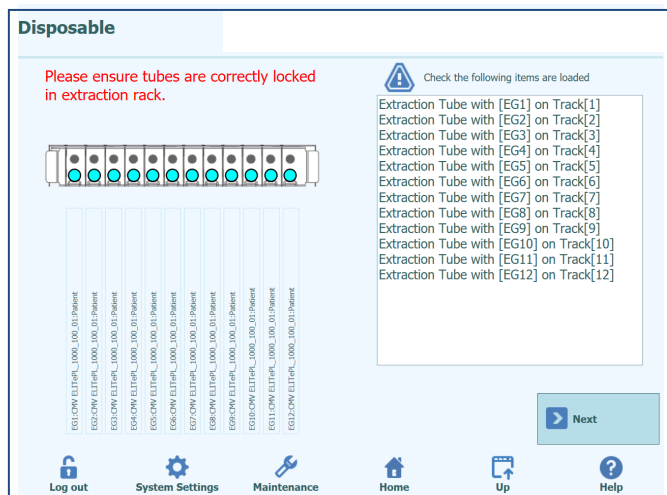 Disposable
Please ensure tubes are correctly locked
in extraction rack.
Check the following items are loaded
Extraction Tube with [EG1] on Track[1]
Extraction Tube with [EG2] on Track[2]
Extraction Tube with [EG3] on Track[3]
Extraction Tube with [EG4] on Track[4]
Extraction Tube with [EG5] on Track[5]
Extraction Tube with [EG6] on Track[6]
Extraction Tube with [EG7] on Track[7]
Extraction Tube with [EG8] on Track[8]
Extraction Tube with [EG9] on Track[9]
Extraction Tube with [EG10] on Track[10]
Extraction Tube with [EG11] on Track[11]
Extraction Tube with [EG12] on Track[12]
EG1:CMV ELITePL_1000_100_01:Patient
EG2:CMV ELITePL_1000_100_01:Patient
EG3:CMV ELITePL_1000_100_01:Patient
EG4:CMV ELITePL_1000_100_01:Patient
EG5:CMV ELITePL_1000_100_01:Patient
EG6:CMV ELITePL_1000_100_01:Patient
EG7:CMV ELITePL_1000_100_01:Patient
EG8:CMV ELITePL_1000_100_01:Patient
EG9:CMV ELITePL_1000_100_01:Patient
EG10:CMV ELITePL_1000_100_01:Patient
EG11:CMV ELITePL_1000_100_01:Patient
EG12:CMV ELITePL_1000_100_01:Patient
Next
Log out
System Settings
Maintenance
Home
Up
Help